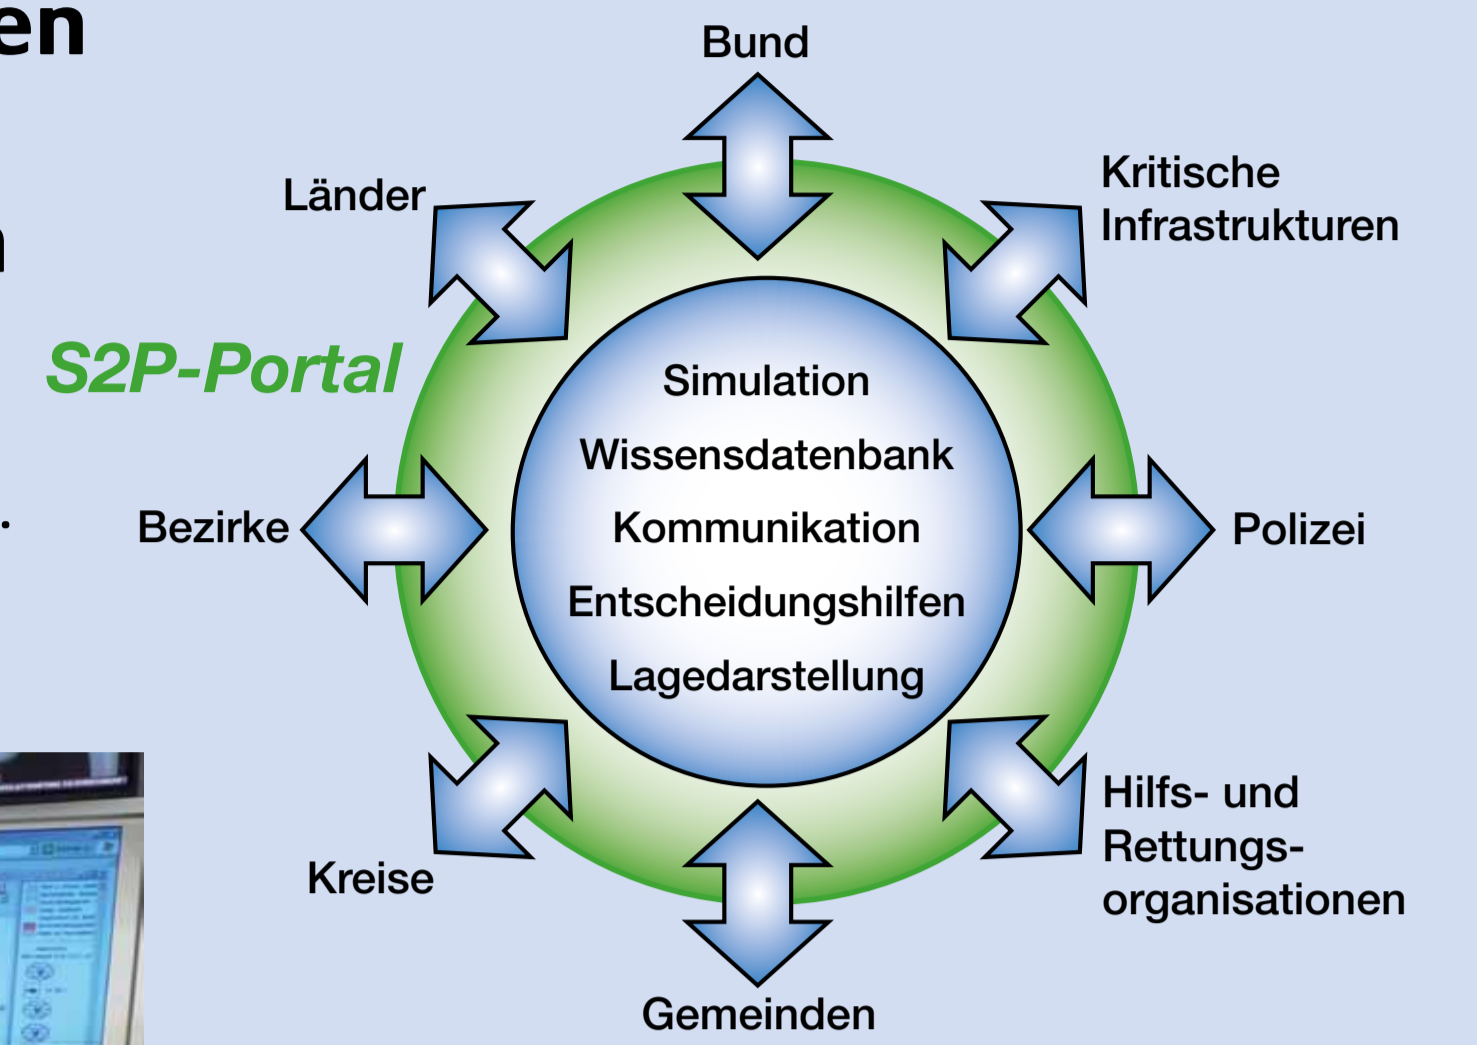 en
n
Bund
Länder
Kritische
Infrastrukturen
S2P-Portal
Simulation
Wissensdatenbank
Kommunikation
Entscheidungshilfen
Lagedarstellung
Bezirke
Polizei
Kreise
Hilfs- und
Rettungs-
organisationen
Gemeinden